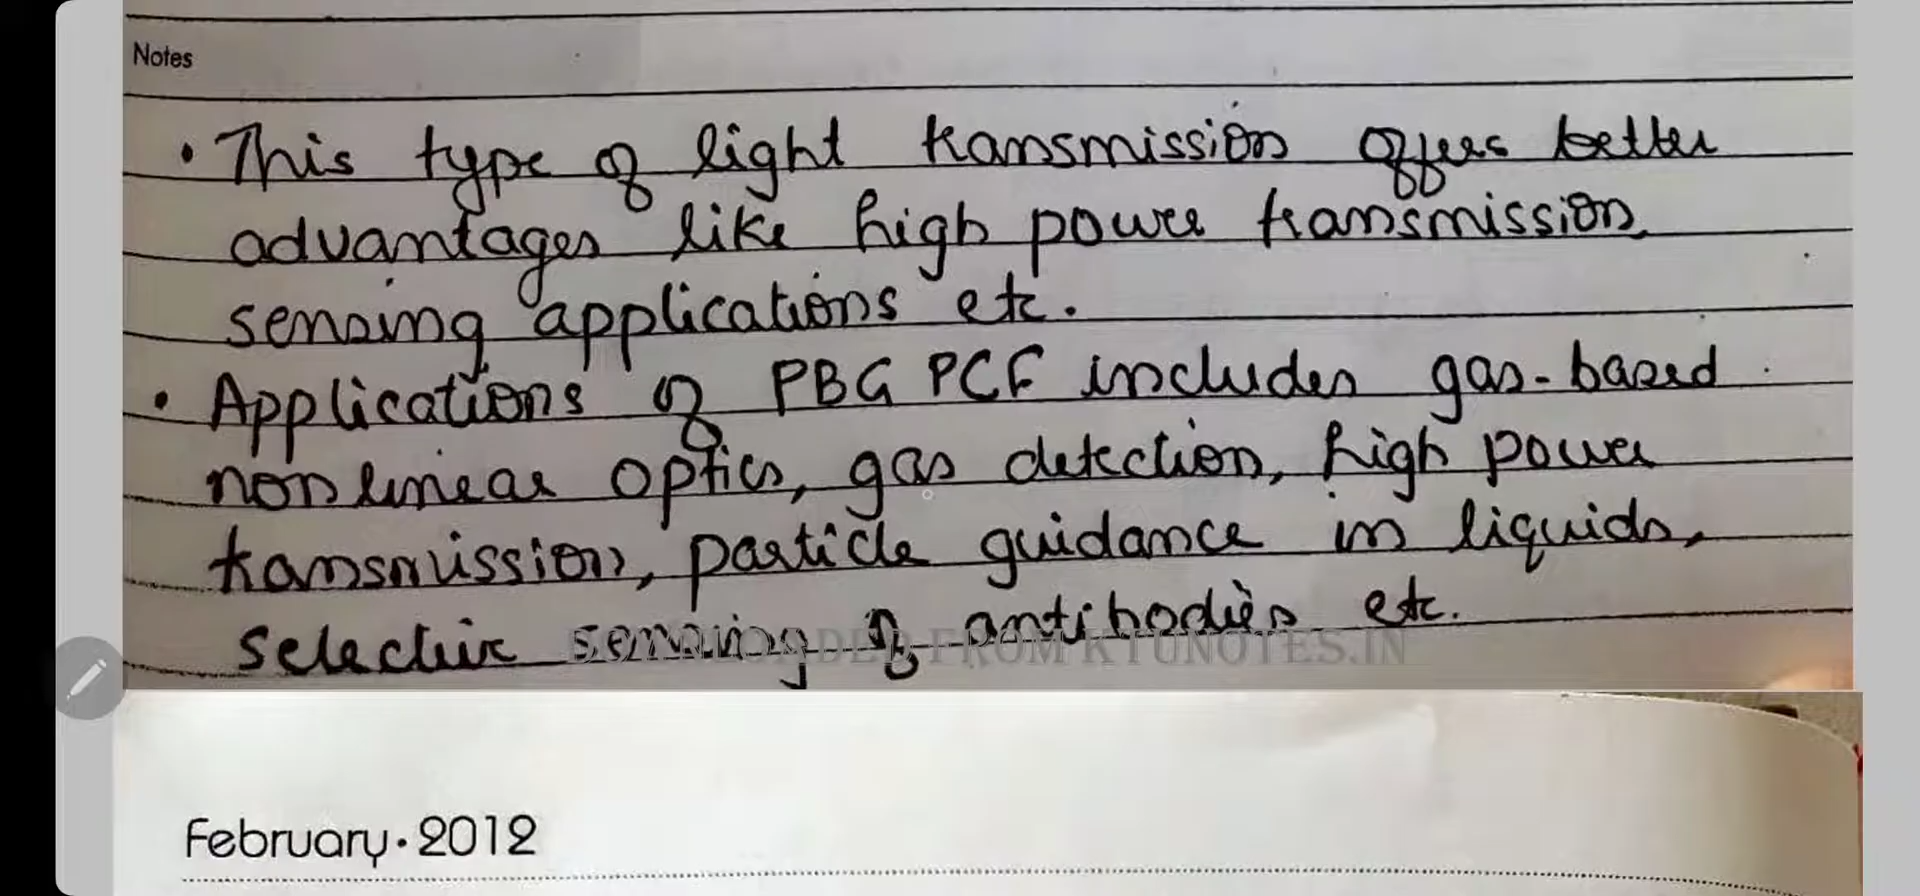 Notes
• This type of light transmission offers better
advantages like high power transmission,
sensing applications etc.
• Applications of PBG PCF includes gas-based
nonlinear optics, gas detection, high power
transmission, particle guidance in liquids,
selective sensing of antibodies etc.
DOWNLOADED FROM KTUNOTES.IN
February • 2012